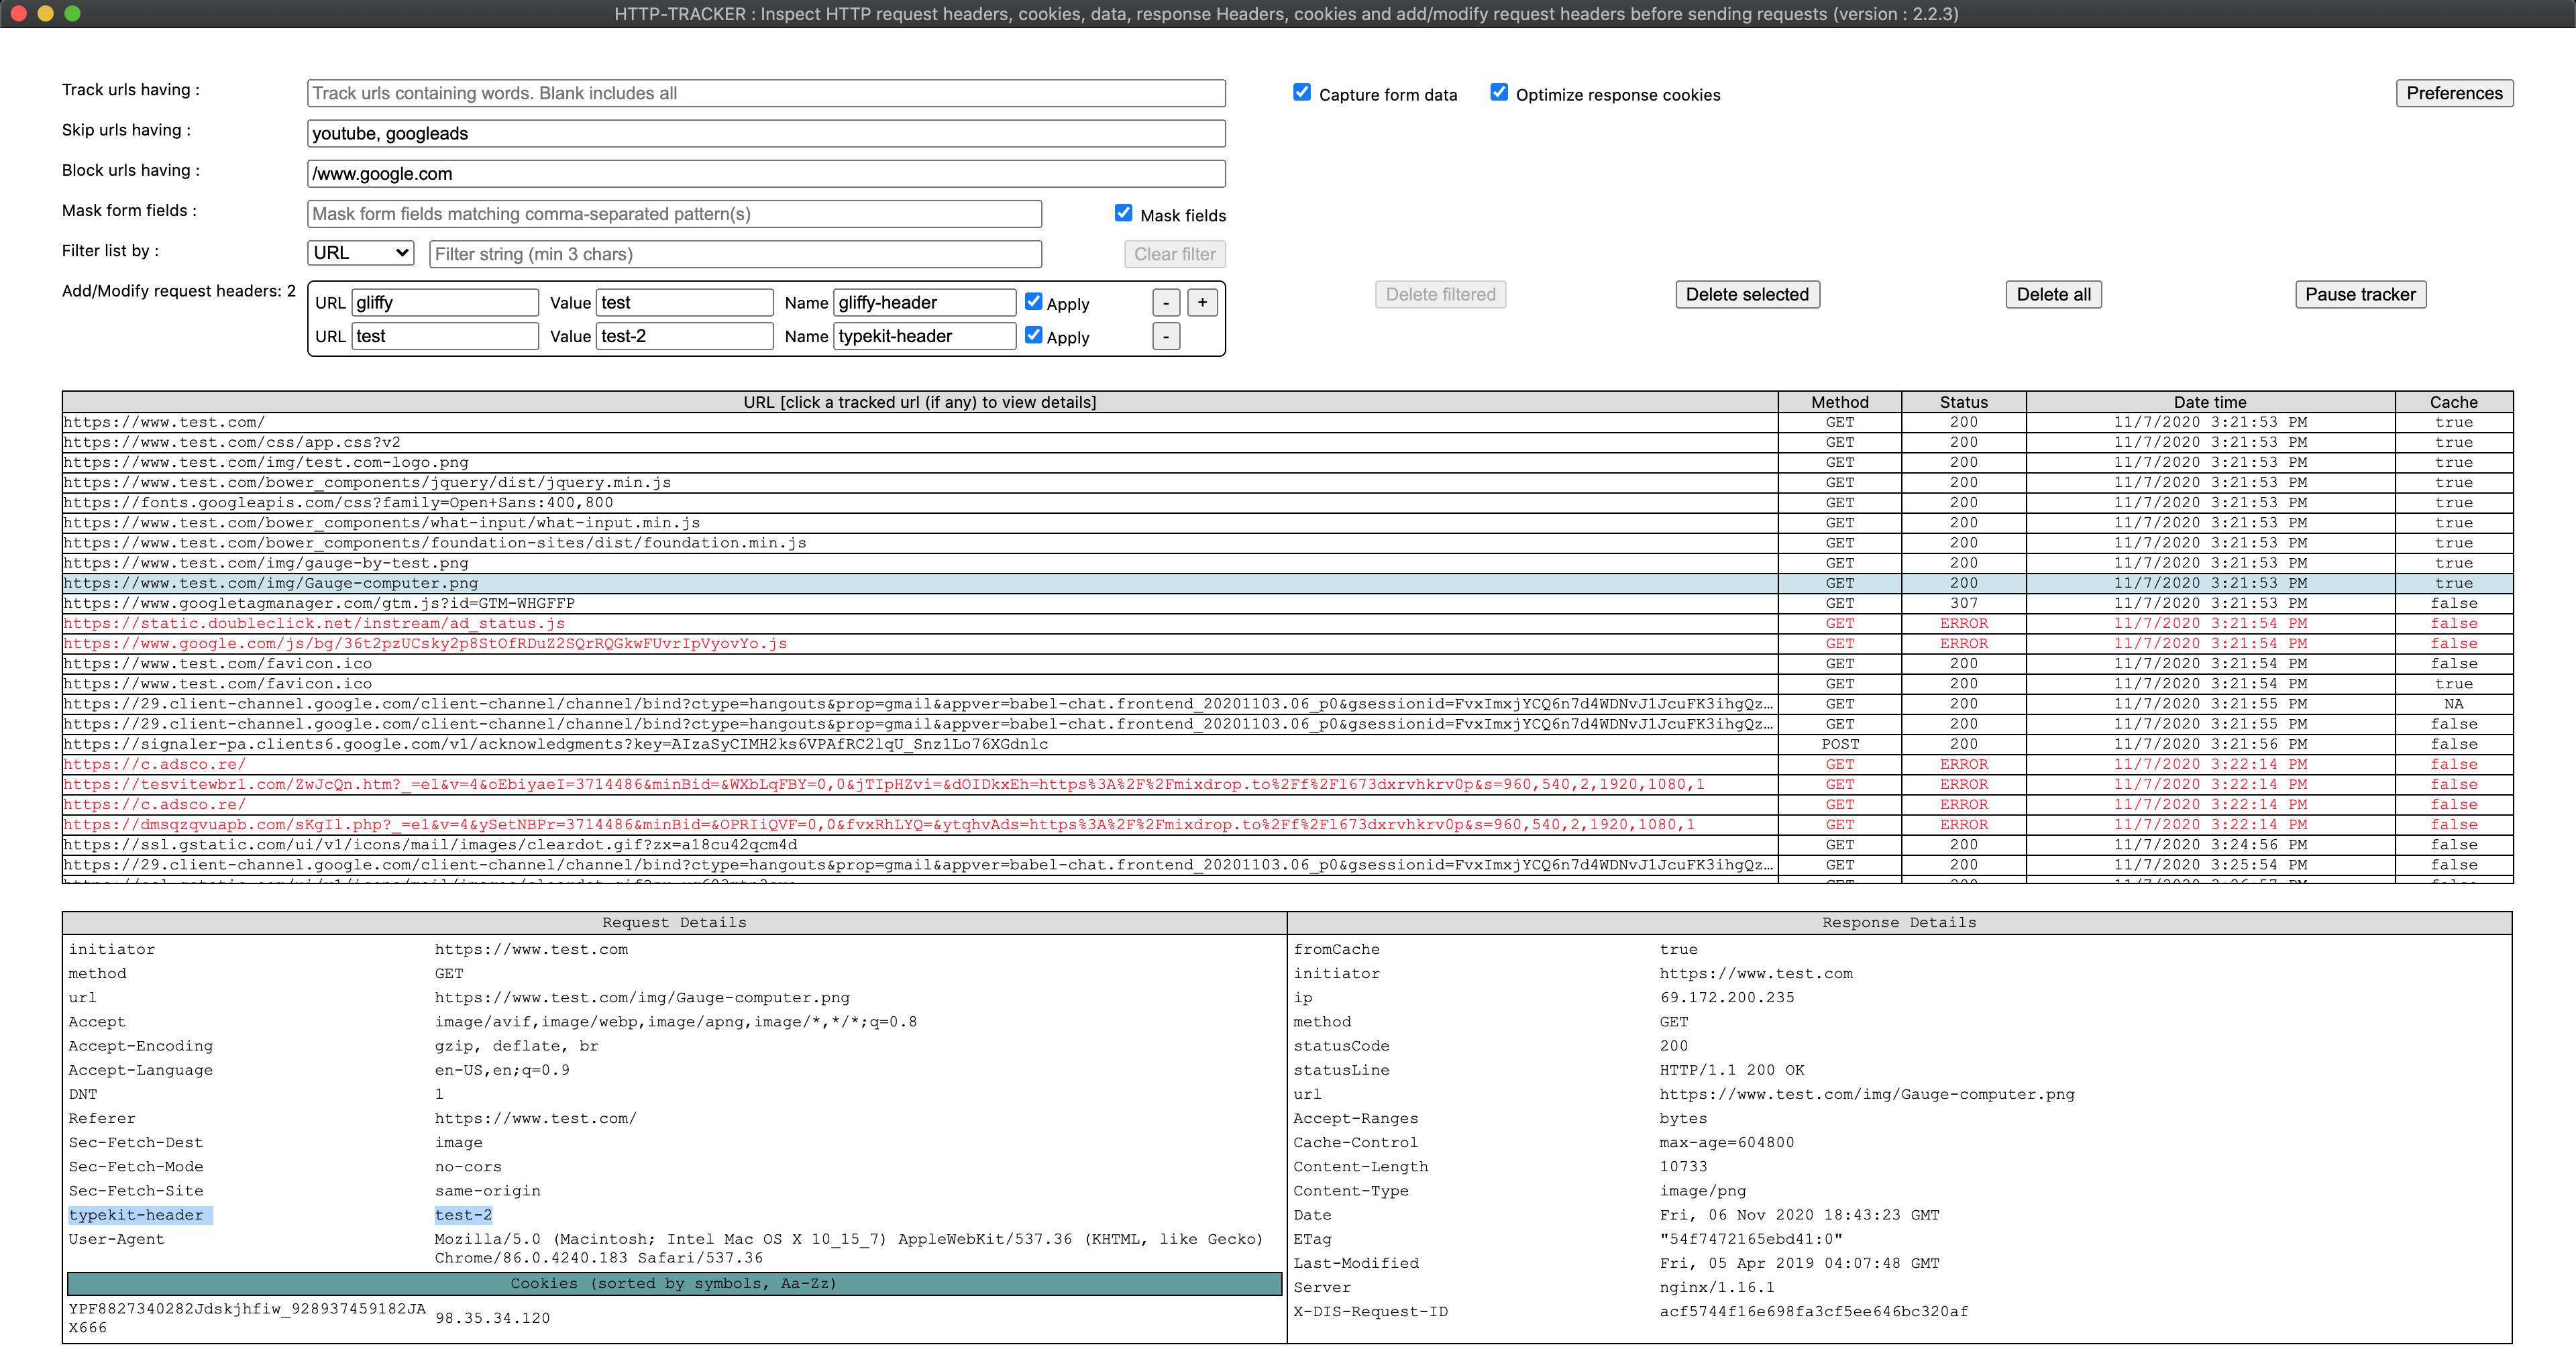 HTTP-TRACKER : Inspect HTTP request headers, cookies, data, response Headers, cookies and add/modify request headers before sending requests (version : 2.2.3)
Track urls having : Track urls containing words. Blank includes all Capture form data Optimize response cookies Preferences
Skip urls having : youtube, googleads
Block urls having : /www.google.com
Mask form fields : Mask form fields matching comma-separated pattern(s) Mask fields
Filter list by : URL Filter string (min 3 chars) Clear filter
Add/Modify request headers: 2 URL gliffy Value test Name gliffy-header Apply - + Delete filtered Delete selected Delete all Pause tracker
URL test Value test-2 Name typekit-header Apply -
URL [click a tracked url (if any) to view details] Method Status Date time Cache
https://www.test.com/ GET 200 11/7/2020 3:21:53 PM true
https://www.test.com/css/app.css?v2 GET 200 11/7/2020 3:21:53 PM true
https://www.test.com/img/test.com-logo.png GET 200 11/7/2020 3:21:53 PM true
https://www.test.com/bower_components/jquery/dist/jquery.min.js GET 200 11/7/2020 3:21:53 PM true
https://fonts.googleapis.com/css?family=Open+Sans:400,800 GET 200 11/7/2020 3:21:53 PM true
https://www.test.com/bower_components/what-input/what-input.min.js GET 200 11/7/2020 3:21:53 PM true
https://www.test.com/bower_components/foundation-sites/dist/foundation.min.js GET 200 11/7/2020 3:21:53 PM true
https://www.test.com/img/gauge-by-test.png GET 200 11/7/2020 3:21:53 PM true
https://www.test.com/img/Gauge-computer.png GET 200 11/7/2020 3:21:53 PM true
https://www.googletagmanager.com/gtm.js?id=GTM-WHGFFP GET 307 11/7/2020 3:21:53 PM false
https://static.doubleclick.net/instream/ad_status.js GET ERROR 11/7/2020 3:21:54 PM false
https://www.google.com/js/bg/36t2pzUCsky2p8StOfRDuZ2SQrRQGkwFUvrIpVyovYo.js GET ERROR 11/7/2020 3:21:54 PM false
https://www.test.com/favicon.ico GET 200 11/7/2020 3:21:54 PM false
https://www.test.com/favicon.ico GET 200 11/7/2020 3:21:54 PM true
https://29.client-channel.google.com/client-channel/channel/bind?ctype=hangouts&prop=gmail&appver=babel-chat.frontend_20201103.06_p0&gsessionid=FvxImxjYCQ6n7d4WDNvJ1JcuFK3ihgQz… GET 200 11/7/2020 3:21:55 PM NA
https://29.client-channel.google.com/client-channel/channel/bind?ctype=hangouts&prop=gmail&appver=babel-chat.frontend_20201103.06_p0&gsessionid=FvxImxjYCQ6n7d4WDNvJ1JcuFK3ihgQz… GET 200 11/7/2020 3:21:55 PM false
https://signaler-pa.clients6.google.com/v1/acknowledgments?key=AIzaSyCIMH2ks6VPAfRC2lqU_Snz1Lo76XGdnlc POST 200 11/7/2020 3:21:56 PM false
https://c.adsco.re/ GET ERROR 11/7/2020 3:22:14 PM false
https://tesvitewbrl.com/ZwJcQn.htm?_=e1&v=4&oEbiyaeI=3714486&minBid=&WXbLqFBY=0,0&jTIpHZvi=&dOIDkxEh=https%3A%2F%2Fmixdrop.to%2Ff%2Fl673dxrvhkrv0p&s=960,540,2,1920,1080,1 GET ERROR 11/7/2020 3:22:14 PM false
https://c.adsco.re/ GET ERROR 11/7/2020 3:22:14 PM false
https://dmsqzqvuapb.com/sKgIl.php?_=e1&v=4&ySetNBPr=3714486&minBid=&OPRIiQVF=0,0&fvxRhLYQ=&ytqhvAds=https%3A%2F%2Fmixdrop.to%2Ff%2Fl673dxrvhkrv0p&s=960,540,2,1920,1080,1 GET ERROR 11/7/2020 3:22:14 PM false
https://ssl.gstatic.com/ui/v1/icons/mail/images/cleardot.gif?zx=a18cu42qcm4d GET 200 11/7/2020 3:24:56 PM false
https://29.client-channel.google.com/client-channel/channel/bind?ctype=hangouts&prop=gmail&appver=babel-chat.frontend_20201103.06_p0&gsessionid=FvxImxjYCQ6n7d4WDNvJ1JcuFK3ihgQz… GET 200 11/7/2020 3:25:54 PM false
Request Details Response Details
initiator https://www.test.com fromCache true
method GET initiator https://www.test.com
url https://www.test.com/img/Gauge-computer.png ip 69.172.200.235
Accept image/avif,image/webp,image/apng,image/*,*/*;q=0.8 method GET
Accept-Encoding gzip, deflate, br statusCode 200
Accept-Language en-US,en;q=0.9 statusLine HTTP/1.1 200 OK
DNT 1 url https://www.test.com/img/Gauge-computer.png
Referer https://www.test.com/ Accept-Ranges bytes
Sec-Fetch-Dest image Cache-Control max-age=604800
Sec-Fetch-Mode no-cors Content-Length 10733
Sec-Fetch-Site same-origin Content-Type image/png
typekit-header test-2 Date Fri, 06 Nov 2020 18:43:23 GMT
User-Agent Mozilla/5.0 (Macintosh; Intel Mac OS X 10_15_7) AppleWebKit/537.36 (KHTML, like Gecko) ETag "54f7472165ebd41:0"
Chrome/86.0.4240.183 Safari/537.36 Last-Modified Fri, 05 Apr 2019 04:07:48 GMT
Cookies (sorted by symbols, Aa-Zz) Server nginx/1.16.1
YPF8827340282Jdskjhfiw_928937459182JA 98.35.34.120 X-DIS-Request-ID acf5744f16e698fa3cf5ee646bc320af
X666